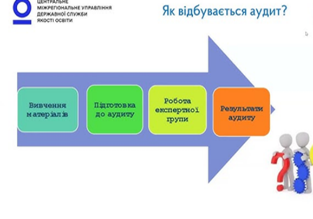 ЦЕНТРАЛЬНЕ
МІЖРЕГІОНАЛЬНЕ УПРАВЛІННЯ
ДЕРЖАВНОЇ СЛУЖБИ
ЯКОСТІ ОСВІТИ
Як відбувається аудит?
Вивчення
матеріалів
Підготовка
до аудиту
Робота
експертної
групи
Результати
аудиту